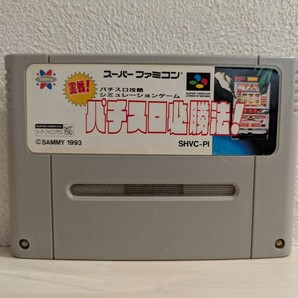 スーパーファミコン
実戦!
パチスロ攻略
シミュレーションゲーム
パチスロ必勝法!
©SAMMY 1993
SHVC-PI